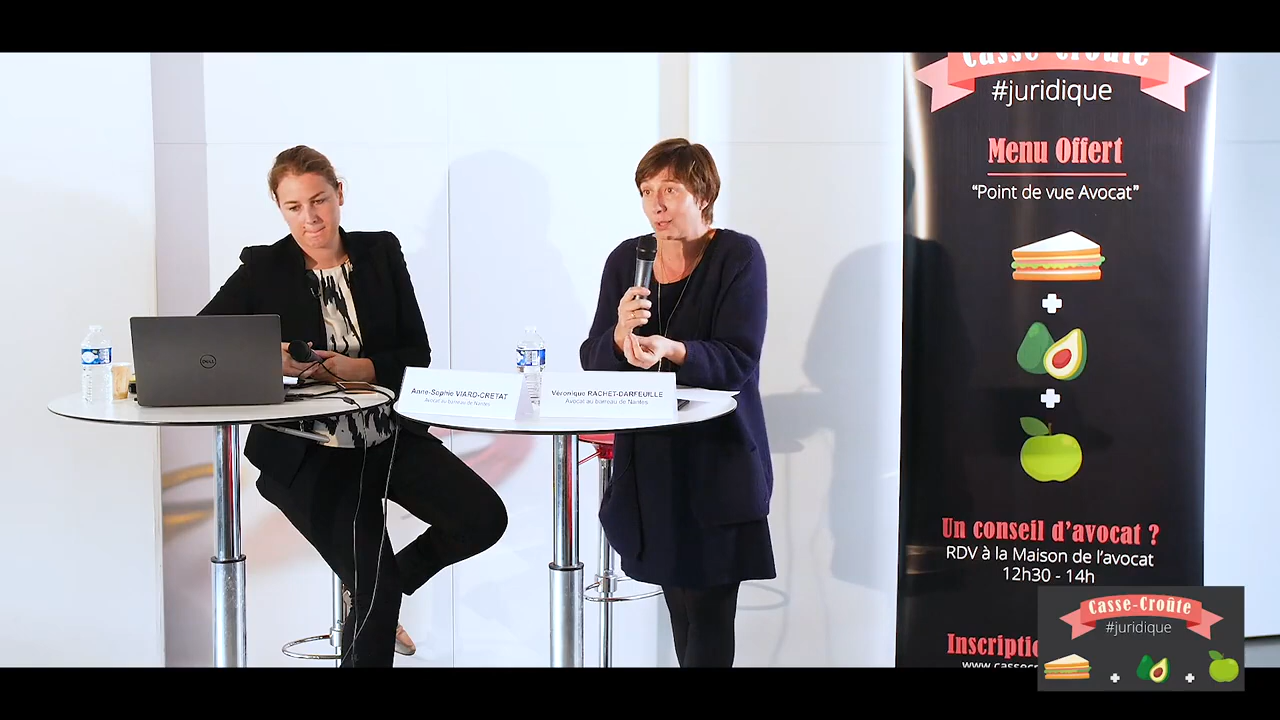 Casse-Croûte
#juridique
Menu Offert
“Point de vue Avocat”
Un conseil d’avocat ?
RDV à la Maison de l’avocat
12h30 - 14h
DELL
Anne-Sophie VIARD-CRETAT
Avocat au barreau de Nantes
Véronique RACHET-DARFEUILLE
Avocat au barreau de Nantes
Casse-Croûte
#juridique